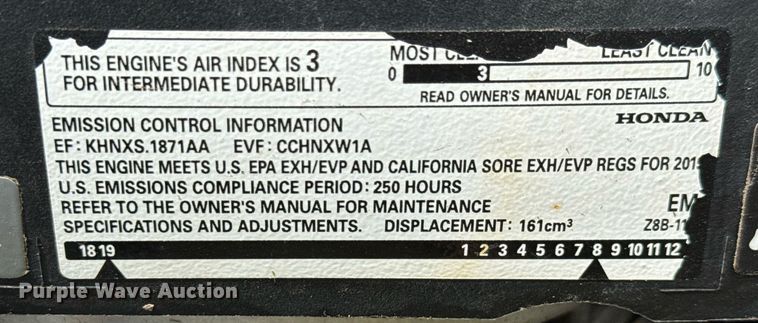 THIS ENGINE'S AIR INDEX IS 3
FOR INTERMEDIATE DURABILITY.
MOST LEAST CLEAN
0 3 10
READ OWNER'S MANUAL FOR DETAILS.
EMISSION CONTROL INFORMATION HONDA
EF: KHNXS.1871AA EVF: CCHNXW1A
THIS ENGINE MEETS U.S. EPA EXH/EVP AND CALIFORNIA SORE EXH/EVP REGS FOR 201
U.S. EMISSIONS COMPLIANCE PERIOD: 250 HOURS
REFER TO THE OWNER'S MANUAL FOR MAINTENANCE EM
SPECIFICATIONS AND ADJUSTMENTS. DISPLACEMENT: 161cm³ Z8B-11
18 19 1 2 3 4 5 6 7 8 9 10 11 12
Purple Wave Auction